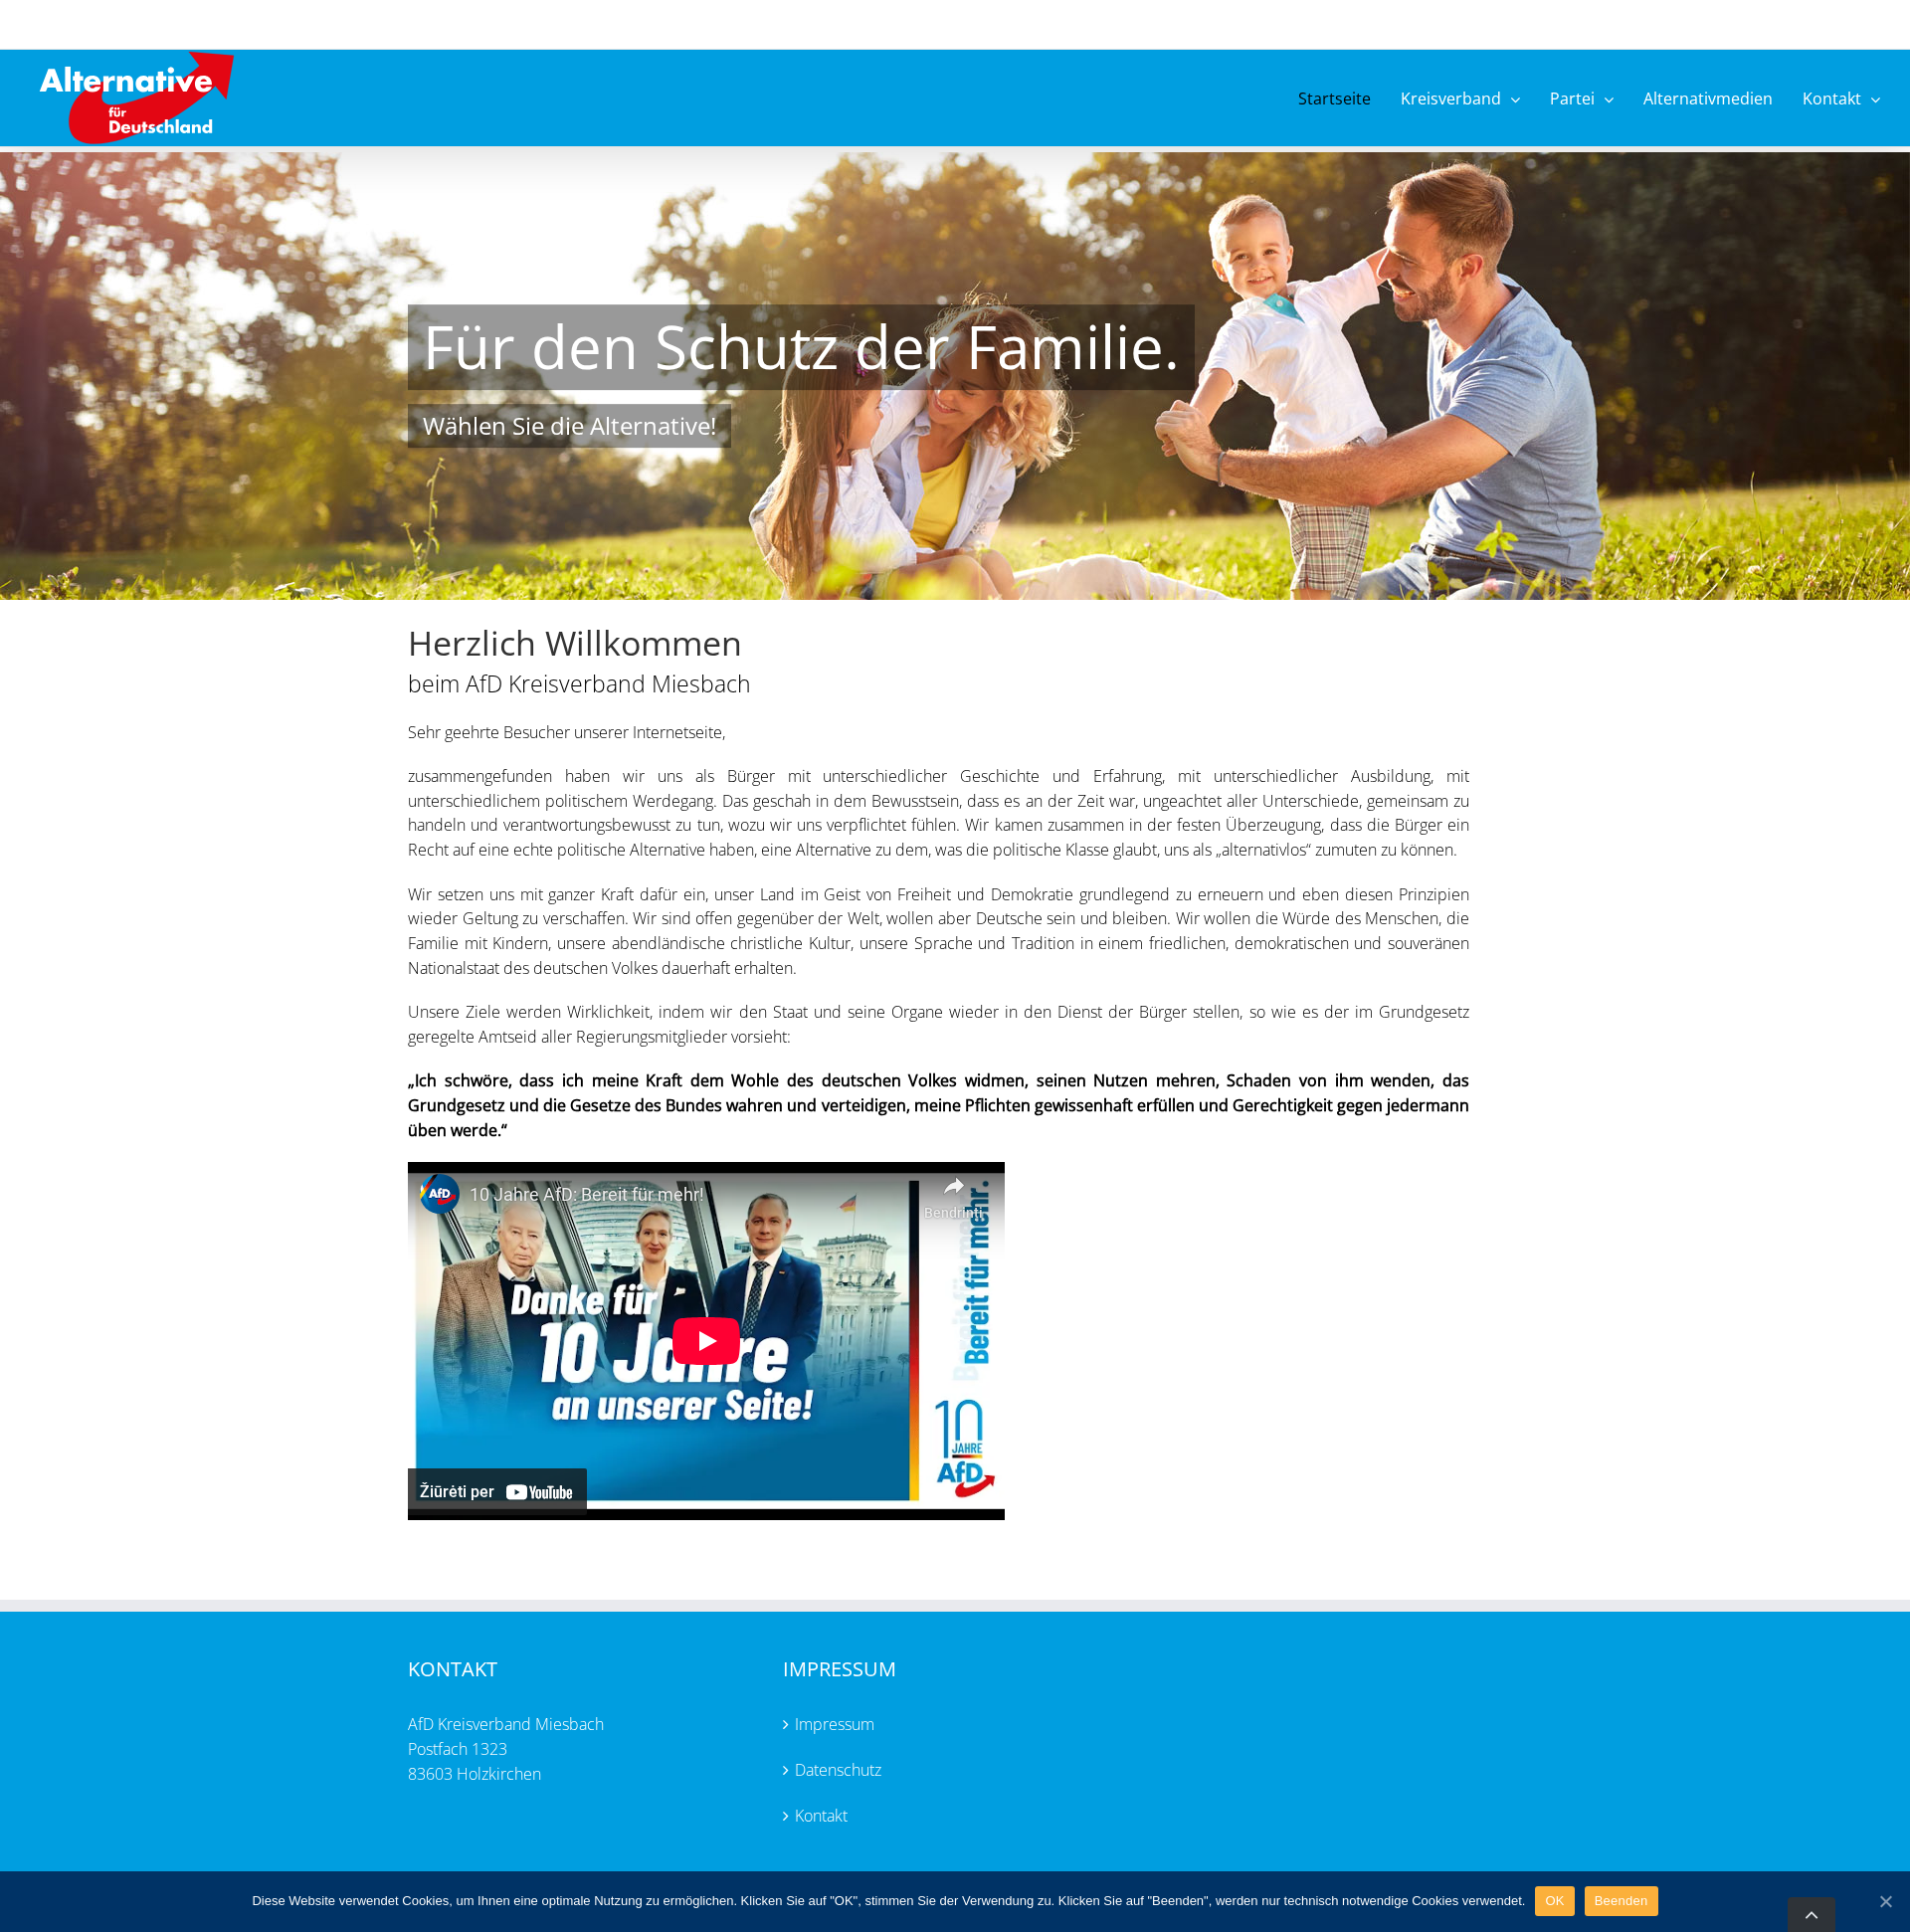 Alternative
für
Deutschland
Startseite
Kreisverband
Partei
Alternativmedien
Kontakt
Für den Schutz der Familie.
Wählen Sie die Alternative!
Herzlich Willkommen
beim AfD Kreisverband Miesbach
Sehr geehrte Besucher unserer Internetseite,
zusammengefunden haben wir uns als Bürger mit unterschiedlicher Geschichte und Erfahrung, mit unterschiedlicher Ausbildung, mit
unterschiedlichem politischem Werdegang. Das geschah in dem Bewusstsein, dass es an der Zeit war, ungeachtet aller Unterschiede, gemeinsam zu
handeln und verantwortungsbewusst zu tun, wozu wir uns verpflichtet fühlen. Wir kamen zusammen in der festen Überzeugung, dass die Bürger ein
Recht auf eine echte politische Alternative haben, eine Alternative zu dem, was die politische Klasse glaubt, uns als „alternativlos“ zumuten zu können.
Wir setzen uns mit ganzer Kraft dafür ein, unser Land im Geist von Freiheit und Demokratie grundlegend zu erneuern und eben diesen Prinzipien
wieder Geltung zu verschaffen. Wir sind offen gegenüber der Welt, wollen aber Deutsche sein und bleiben. Wir wollen die Würde des Menschen, die
Familie mit Kindern, unsere abendländische christliche Kultur, unsere Sprache und Tradition in einem friedlichen, demokratischen und souveränen
Nationalstaat des deutschen Volkes dauerhaft erhalten.
Unsere Ziele werden Wirklichkeit, indem wir den Staat und seine Organe wieder in den Dienst der Bürger stellen, so wie es der im Grundgesetz
geregelte Amtseid aller Regierungsmitglieder vorsieht:
„Ich schwöre, dass ich meine Kraft dem Wohle des deutschen Volkes widmen, seinen Nutzen mehren, Schaden von ihm wenden, das
Grundgesetz und die Gesetze des Bundes wahren und verteidigen, meine Pflichten gewissenhaft erfüllen und Gerechtigkeit gegen jedermann
üben werde.“
AfD
10 Jahre AfD: Bereit für mehr!
Bendrinti
Bereit für mehr.
Danke für
10 Jahre
an unserer Seite!
10
JAHRE
AfD
Žiūrėti per YouTube
KONTAKT
AfD Kreisverband Miesbach
Postfach 1323
83603 Holzkirchen
IMPRESSUM
Impressum
Datenschutz
Kontakt
Diese Website verwendet Cookies, um Ihnen eine optimale Nutzung zu ermöglichen. Klicken Sie auf "OK", stimmen Sie der Verwendung zu. Klicken Sie auf "Beenden", werden nur technisch notwendige Cookies verwendet.
OK
Beenden